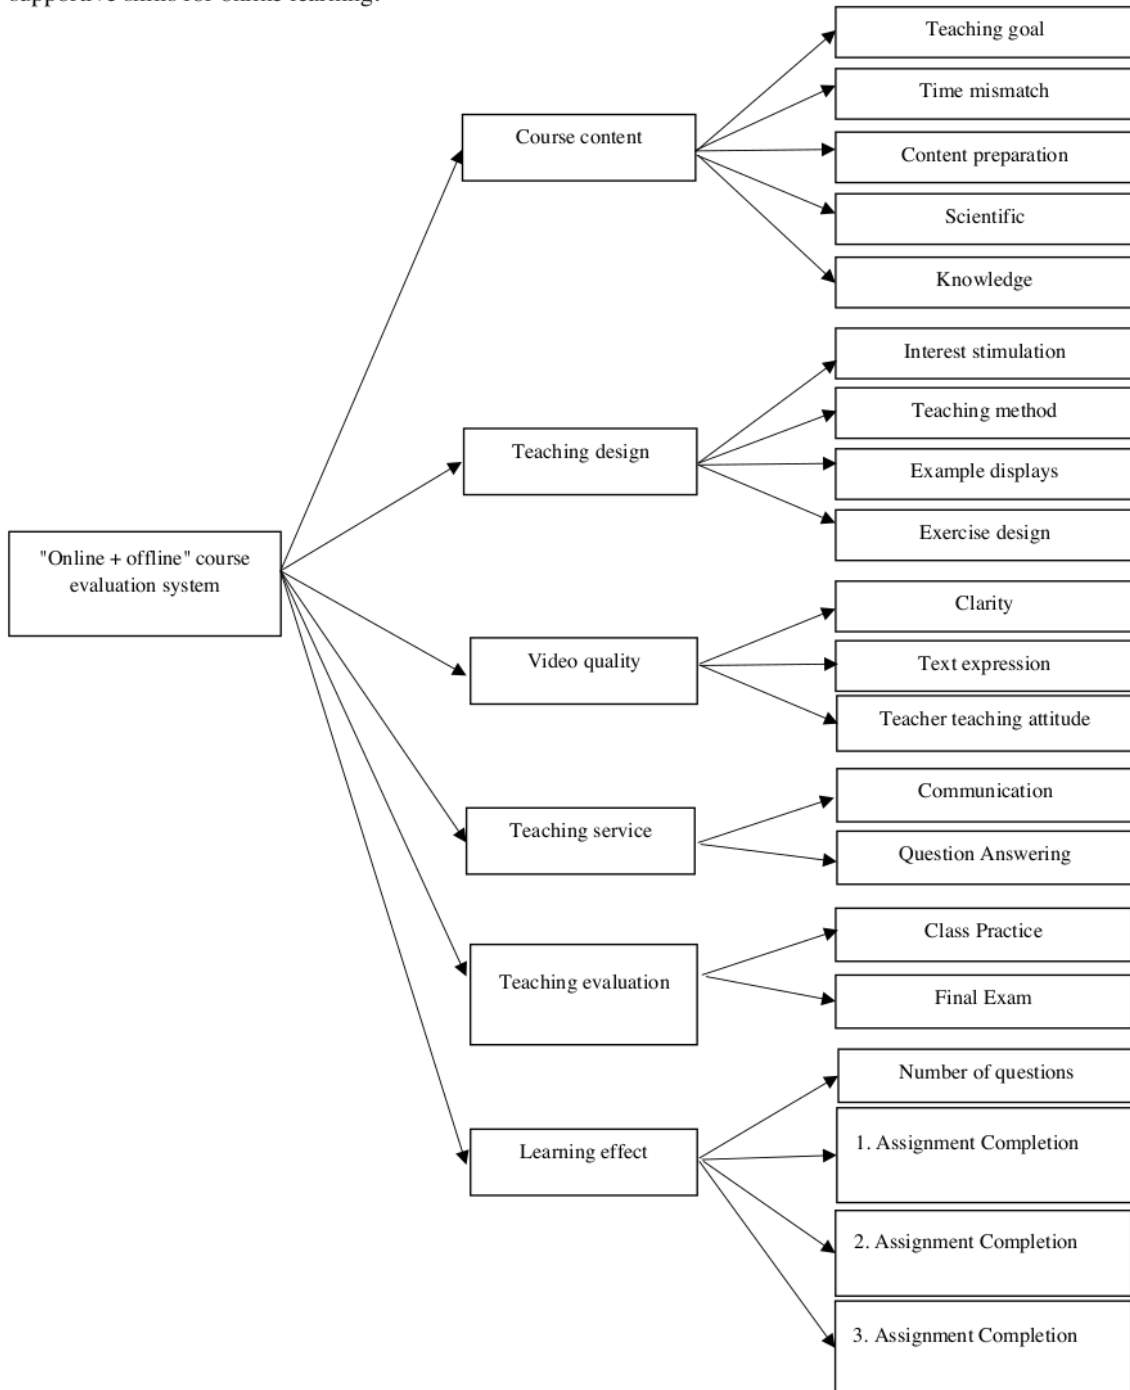 supportive skills for online learning.
Teaching goal
Time mismatch
Course content
Content preparation
Scientific
Knowledge
Interest stimulation
Teaching method
Teaching design
Example displays
Exercise design
"Online + offline" course
evaluation system
Clarity
Video quality
Text expression
Teacher teaching attitude
Communication
Teaching service
Question Answering
Class Practice
Teaching evaluation
Final Exam
Number of questions
Learning effect
1. Assignment Completion
2. Assignment Completion
3. Assignment Completion